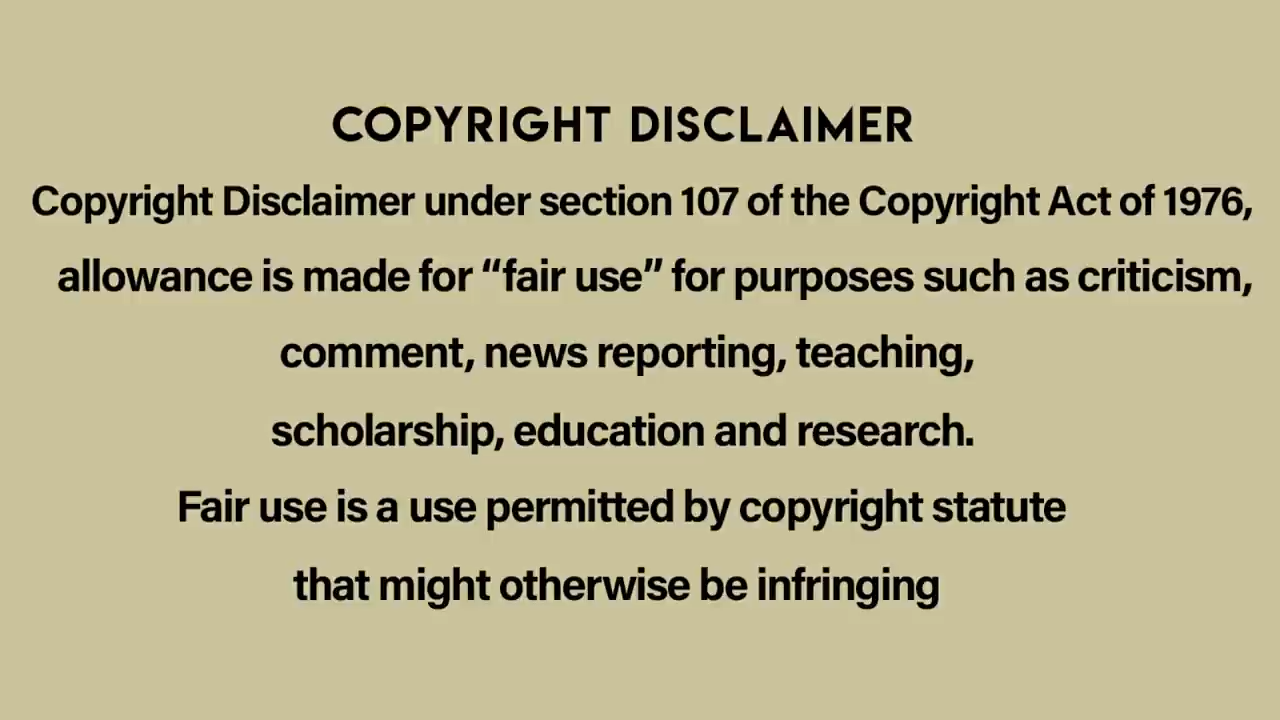 COPYRIGHT DISCLAIMER
Copyright Disclaimer under section 107 of the Copyright Act of 1976,
allowance is made for “fair use” for purposes such as criticism,
comment, news reporting, teaching,
scholarship, education and research.
Fair use is a use permitted by copyright statute
that might otherwise be infringing